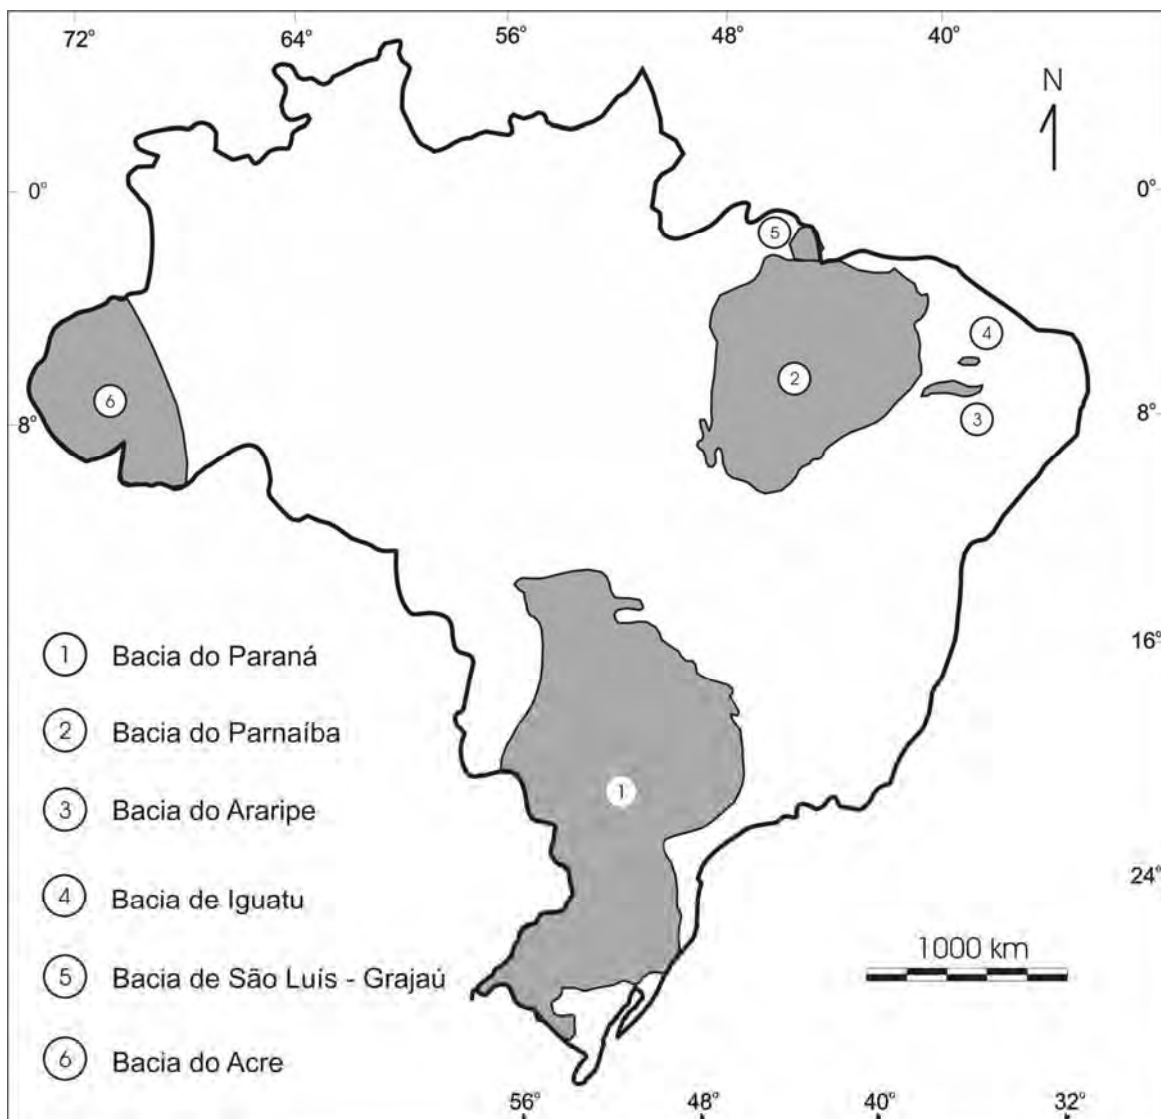 72° 64° 56° 48° 40°
N
0° 0°
5
4
2
6
3
8° 8°
1 Bacia do Paraná
16°
2 Bacia do Parnaíba
1
3 Bacia do Araripe
24°
4 Bacia de Iguatu
1000 km
5 Bacia de São Luís - Grajaú
6 Bacia do Acre
56° 48° 40° 32°